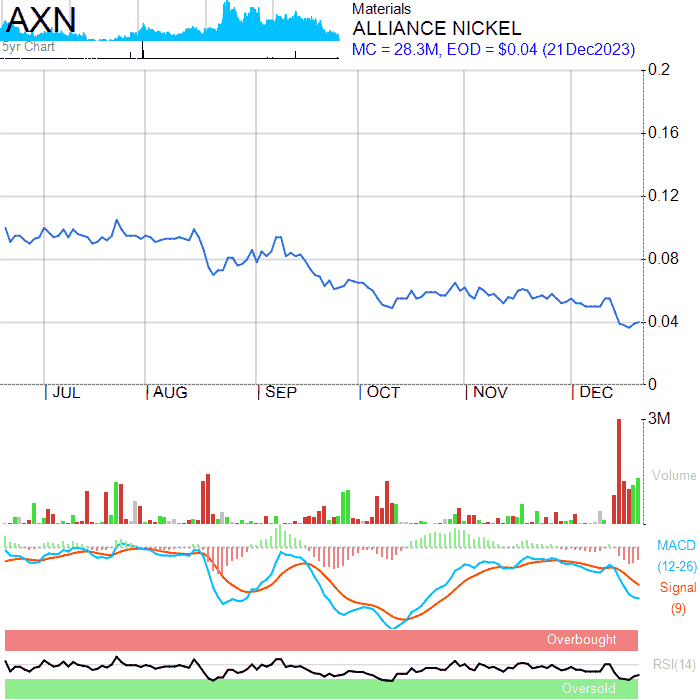 AXN
5yr Chart
Materials
ALLIANCE NICKEL
MC = 28.3M, EOD = $0.04 (21Dec2023)
0.2
0.16
0.12
0.08
0.04
0
JUL AUG SEP OCT NOV DEC
3M
Volume
MACD
(12-26)
Signal
(9)
Overbought
RSI(14)
Oversold